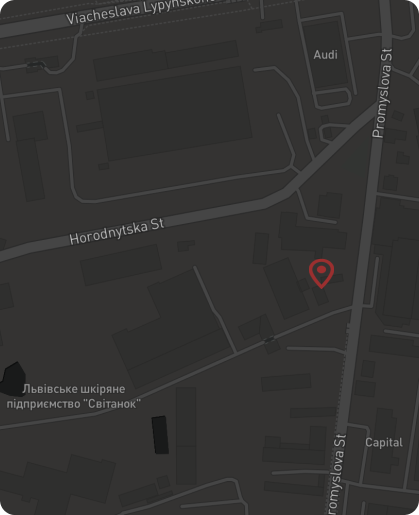 Viacheslava Lypynskoho
Audi
Promyslova St
Horodnytska St
Львівське шкіряне
підприємство "Світанок"
Capital
Promyslova St